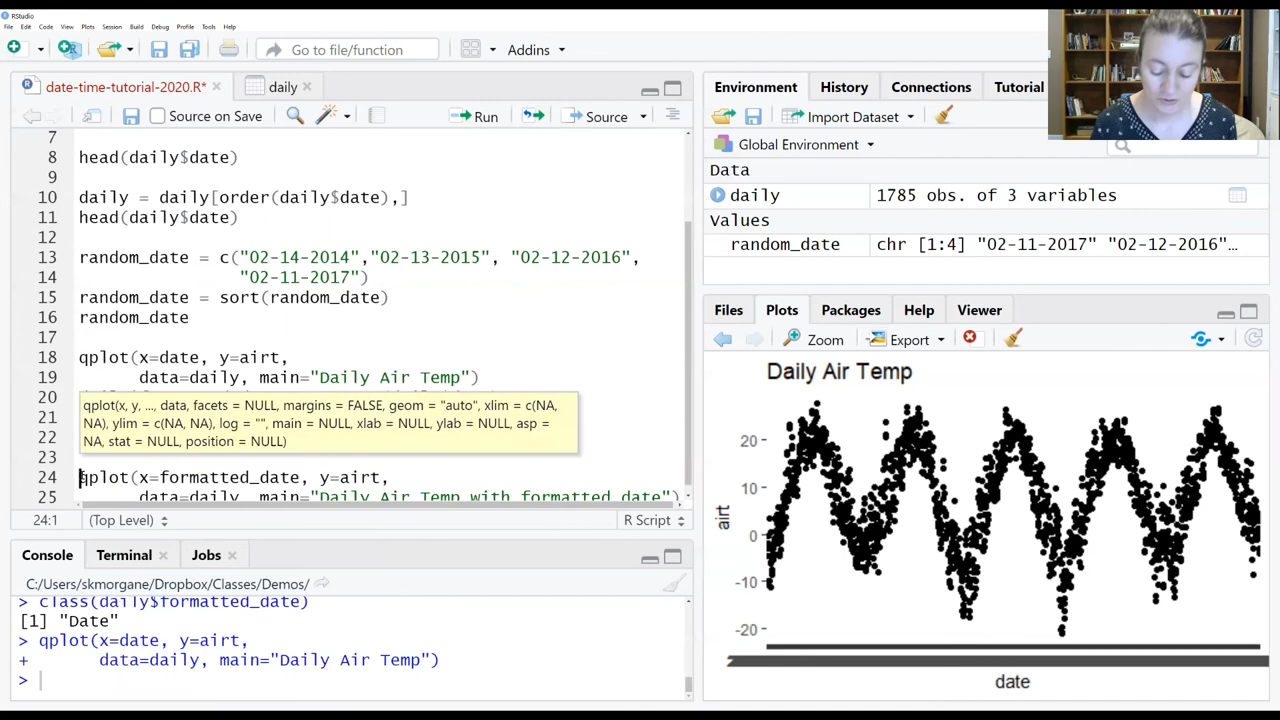 RStudio
File Edit Code View Plots Session Build Debug Profile Tools Help
Go to file/function
Addins
date-time-tutorial-2020.R*
daily
Source on Save
Run
Source
7
8 head(daily$date)
9
10 daily = daily[order(daily$date),]
11 head(daily$date)
12
13 random_date = c("02-14-2014","02-13-2015", "02-12-2016",
14 "02-11-2017")
15 random_date = sort(random_date)
16 random_date
17
18 qplot(x=date, y=airt,
19 data=daily, main="Daily Air Temp")
20
21
22
23
qplot(x, y, ..., data, facets = NULL, margins = FALSE, geom = "auto", xlim = c(NA,
NA), ylim = c(NA, NA), log = "", main = NULL, xlab = NULL, ylab = NULL, asp =
NA, stat = NULL, position = NULL)
24 qplot(x=formatted_date, y=airt,
25 data=daily, main="Daily Air Temp with formatted date")
24:1 (Top Level) R Script
Console Terminal Jobs
C:/Users/skmorgane/Dropbox/Classes/Demos/
> class(daily$formatted_date)
[1] "Date"
> qplot(x=date, y=airt,
+ data=daily, main="Daily Air Temp")
>
Environment History Connections Tutorial
Import Dataset
Global Environment
Data
daily 1785 obs. of 3 variables
Values
random_date chr [1:4] "02-11-2017" "02-12-2016"…
Files Plots Packages Help Viewer
Zoom Export
Daily Air Temp
20
10
0
-10
-20
airt
date